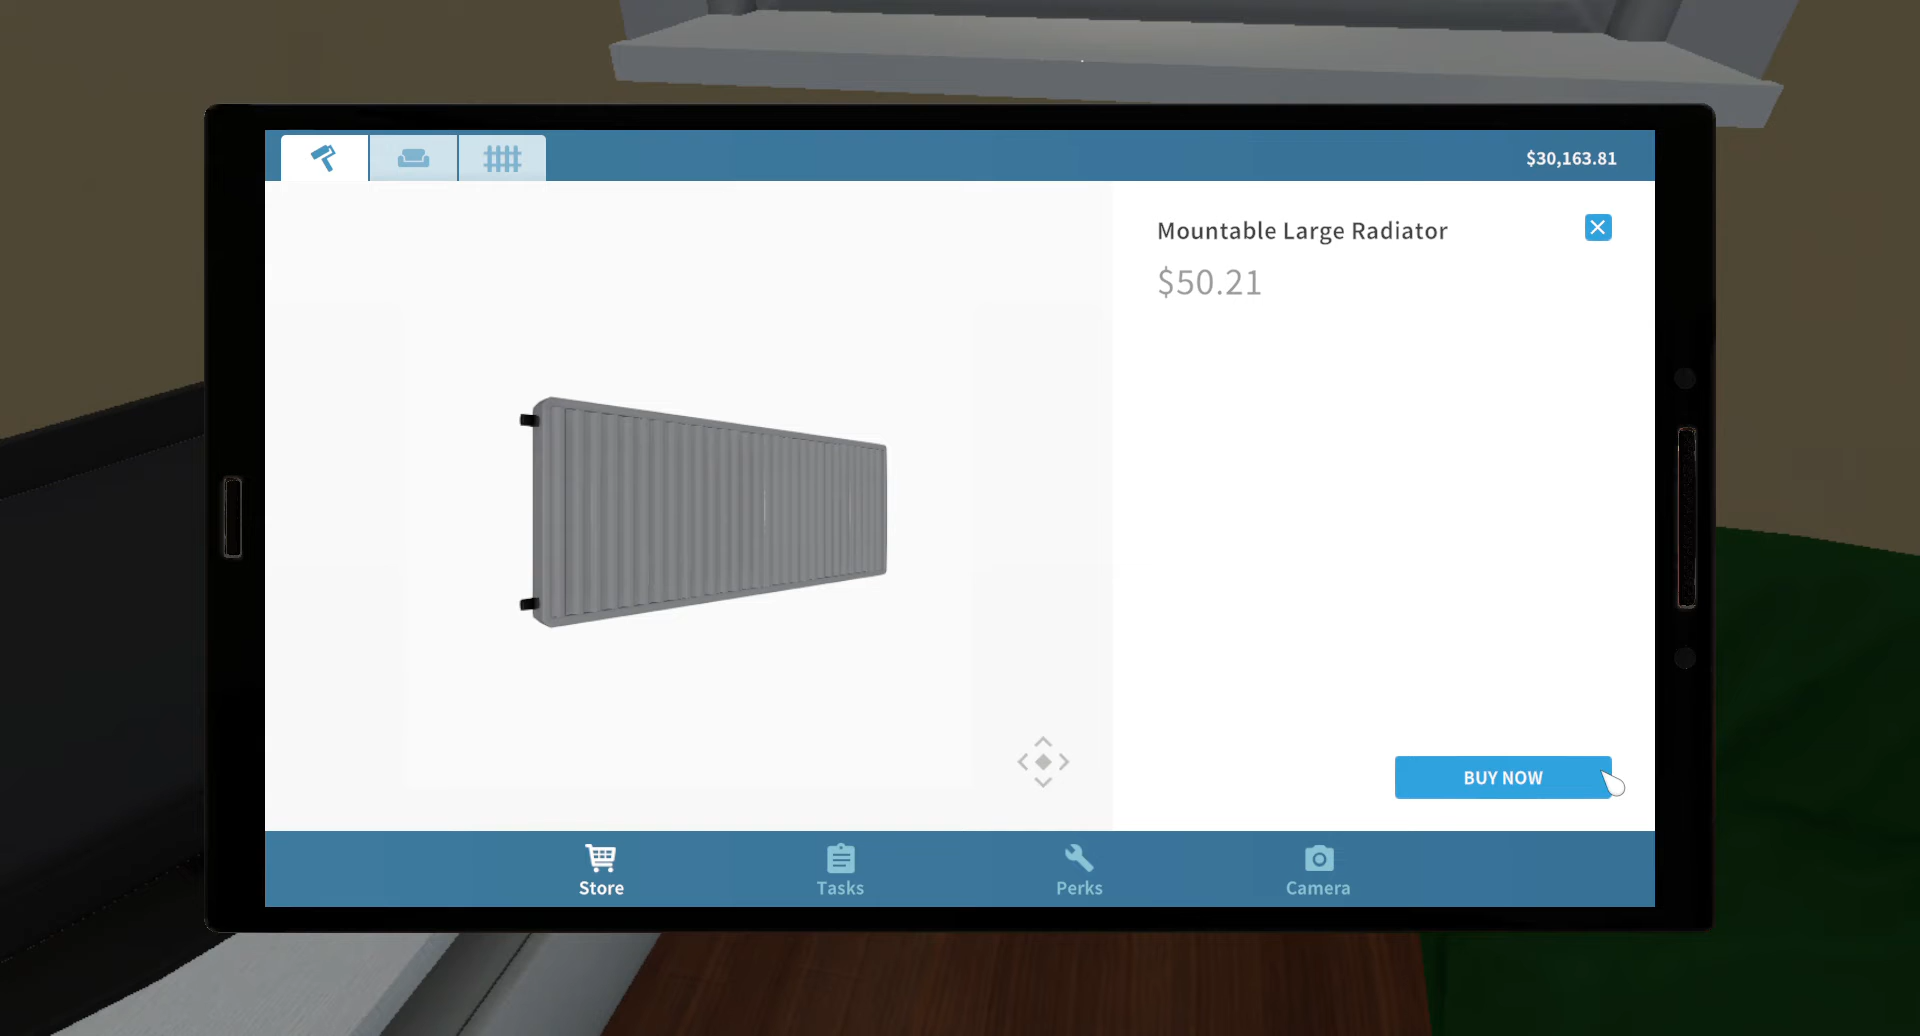 $30,163.81
Mountable Large Radiator
$50.21
BUY NOW
Store
Tasks
Perks
Camera